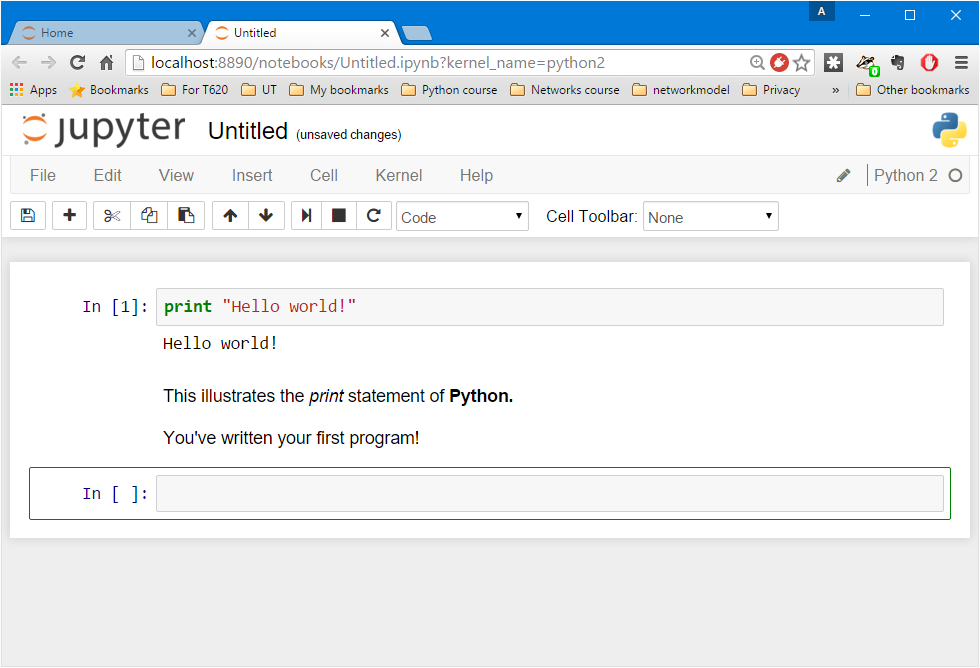 A
Home
Untitled
localhost:8890/notebooks/Untitled.ipynb?kernel_name=python2
0
Apps Bookmarks For T620 UT My bookmarks Python course Networks course networkmodel Privacy » Other bookmarks
jupyter Untitled (unsaved changes)
File Edit View Insert Cell Kernel Help Python 2
Code Cell Toolbar: None
In [1]: print "Hello world!"
Hello world!
This illustrates the print statement of Python.
You've written your first program!
In [ ]: